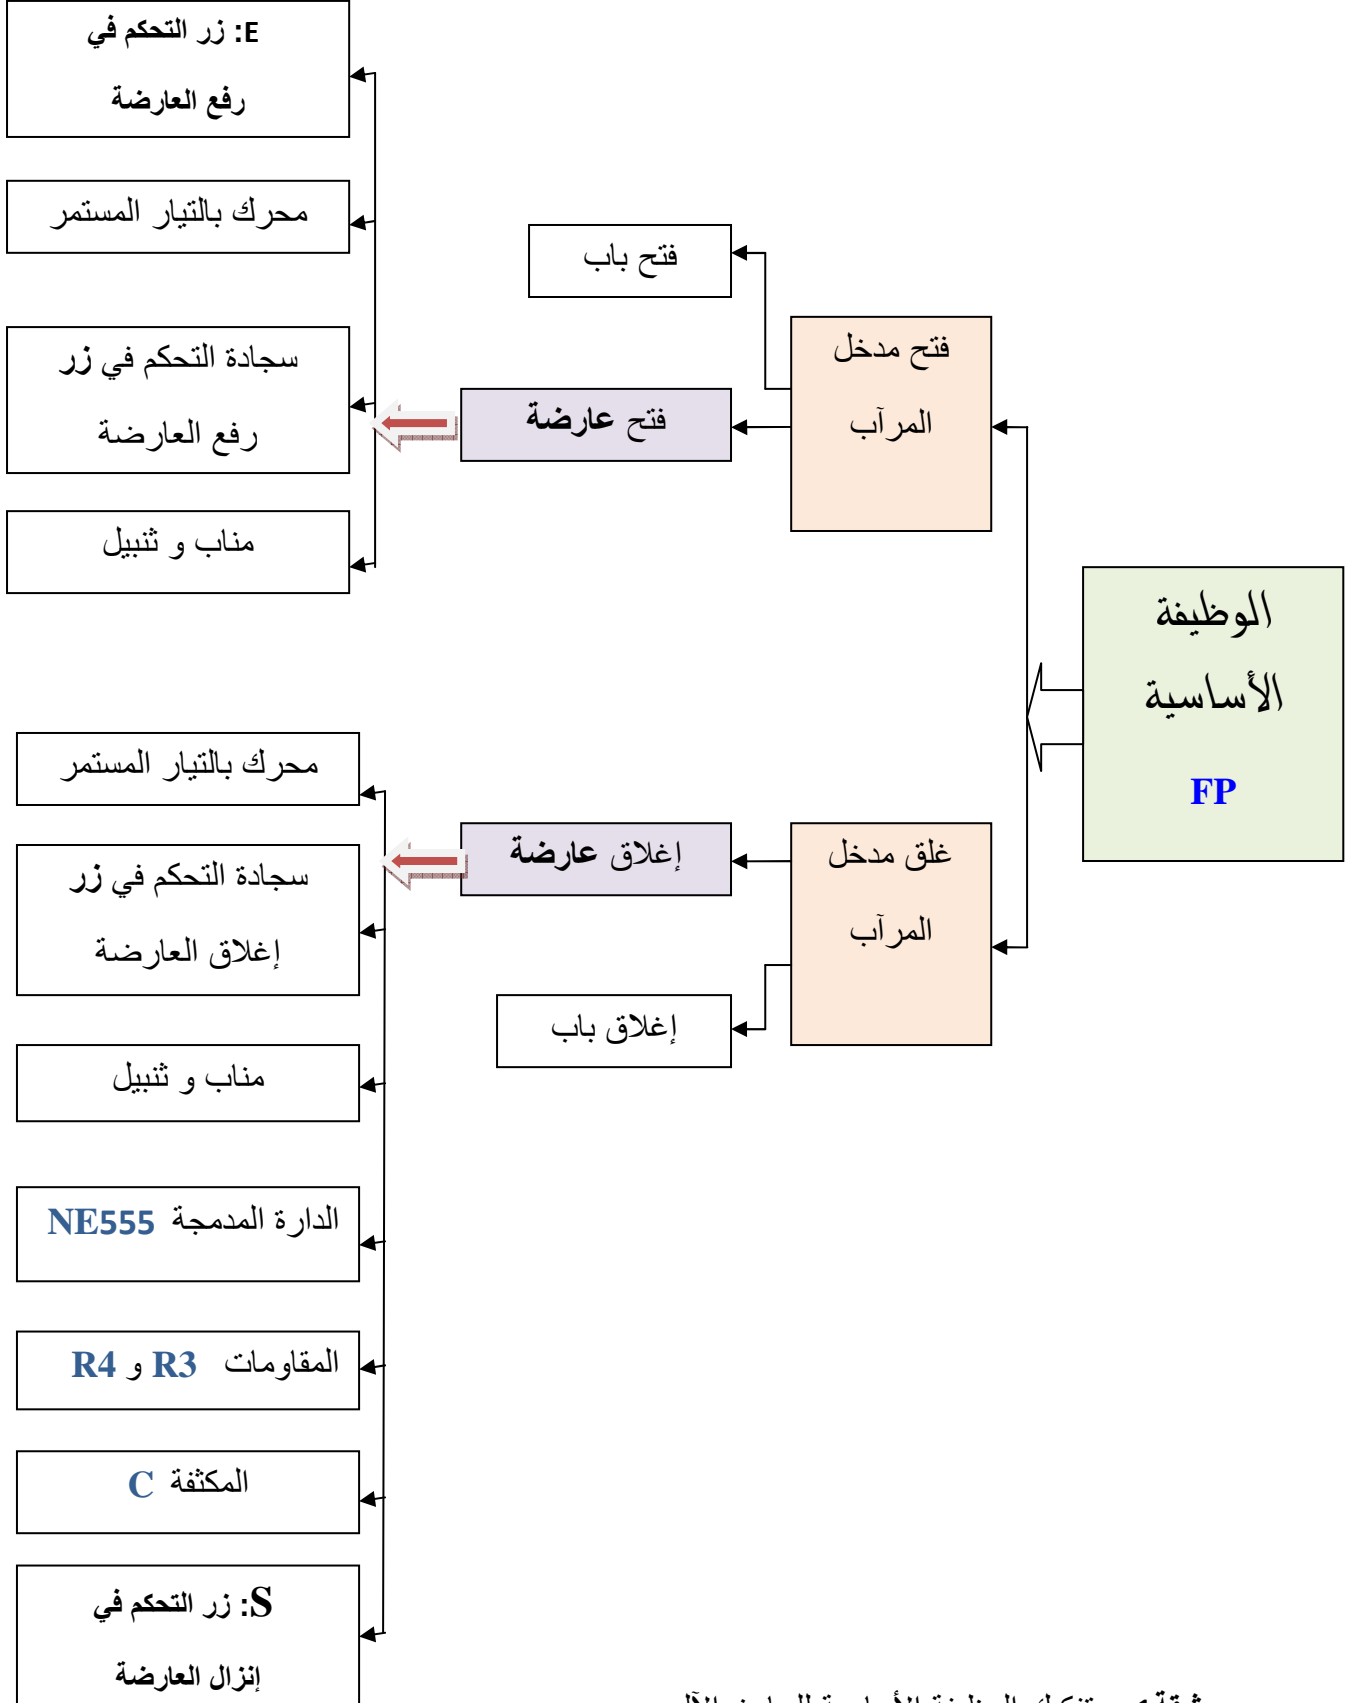 E: زر التحكم في
رفع العارضة
محرك بالتيار المستمر
فتح باب
فتح مدخل
المرآب
سجادة التحكم في زر
رفع العارضة
فتح عارضة
مناب و ثنبيل
الوظيفة
الأساسية
FP
محرك بالتيار المستمر
إغلاق عارضة
غلق مدخل
المرآب
سجادة التحكم في زر
إغلاق العارضة
إغلاق باب
مناب و ثنبيل
الدارة المدمجة NE555
المقاومات R3 و R4
المكثفة C
S: زر التحكم في
إنزال العارضة